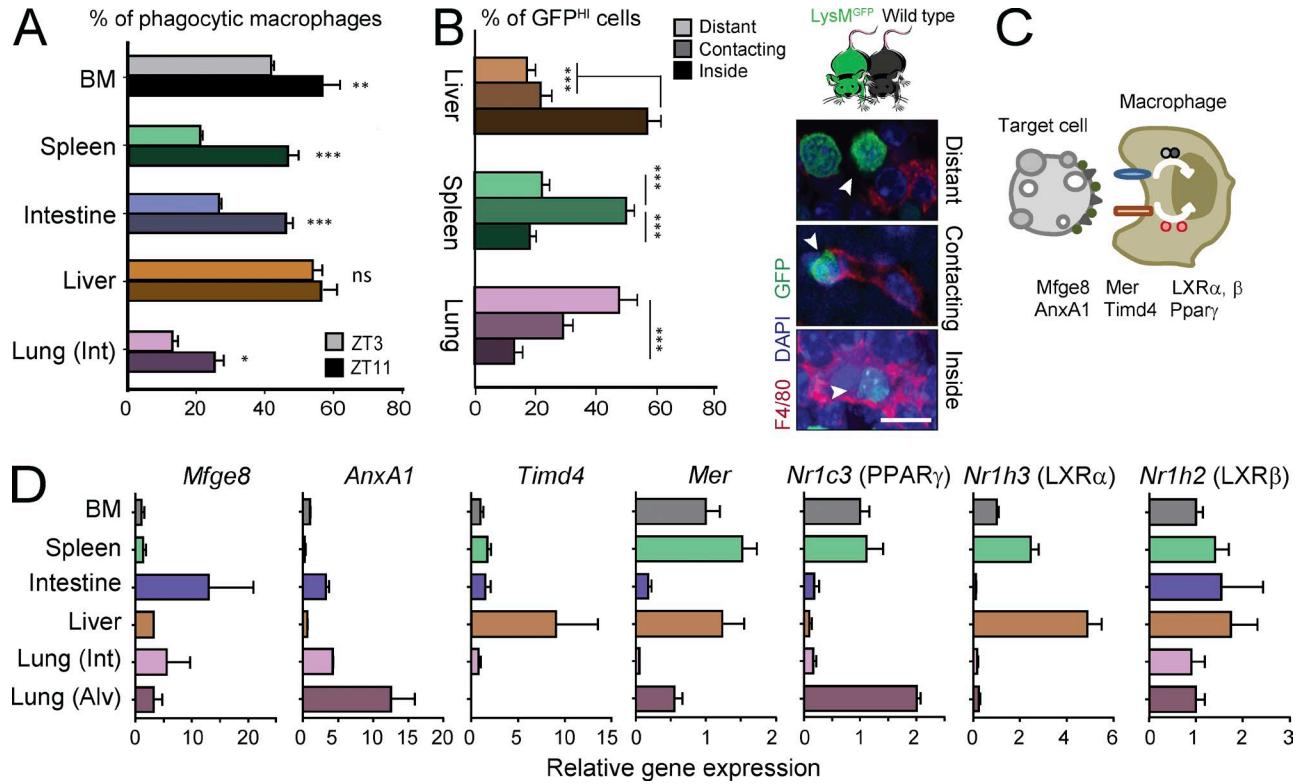 A
% of phagocytic macrophages
BM
**
Spleen
***
Intestine
***
Liver
ns
Lung (Int)
*
ZT3
ZT11
0 20 40 60 80
B
% of GFPHI cells
Distant
Contacting
Inside
Liver
***
Spleen
***
***
Lung
***
0 20 40 60 80
LysMGFP Wild type
Distant
Contacting
Inside
F4/80 DAPI GFP
C
Macrophage
Target cell
Mfge8 Mer LXRα, β
AnxA1 Timd4 Pparγ
D
Mfge8 AnxA1 Timd4 Mer Nr1c3 (PPARγ) Nr1h3 (LXRα) Nr1h2 (LXRβ)
BM
Spleen
Intestine
Liver
Lung (Int)
Lung (Alv)
0 5 10 15 20 25 0 5 10 15 20 0 5 10 15 0 1 2 0 1 2 0 2 4 6 0 1 2 3
Relative gene expression